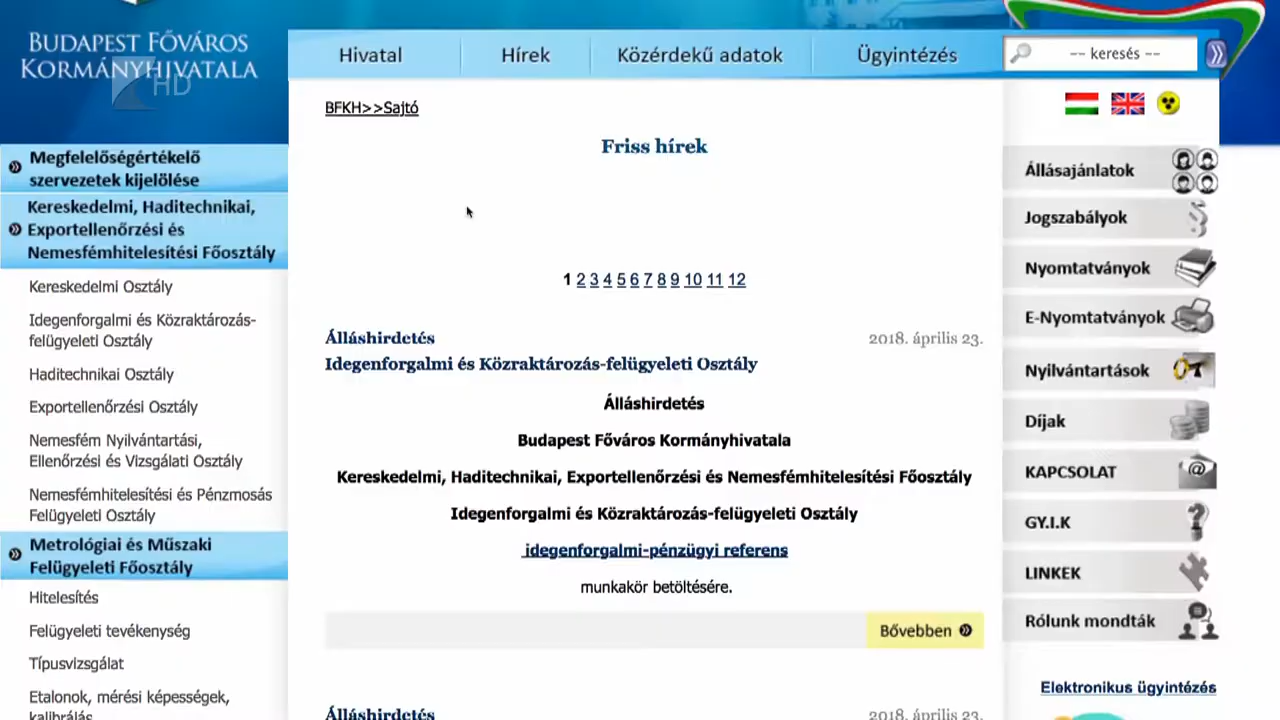 BUDAPEST FŐVÁROS
KORMÁNYHIVATALA
HD
Hivatal
Hírek
Közérdekű adatok
Ügyintézés
-- keresés --
BFKH>>Sajtó
Friss hírek
Megfelelőségértékelő
szervezetek kijelölése
Kereskedelmi, Haditechnikai,
Exportellenőrzési és
Nemesfémhitelesítési Főosztály
Kereskedelmi Osztály
Idegenforgalmi és Közraktározás-
felügyeleti Osztály
Haditechnikai Osztály
Exportellenőrzési Osztály
Nemesfém Nyilvántartási,
Ellenőrzési és Vizsgálati Osztály
Nemesfémhitelesítési és Pénzmosás
Felügyeleti Osztály
Metrológiai és Műszaki
Felügyeleti Főosztály
Hitelesítés
Felügyeleti tevékenység
Típusvizsgálat
Etalonok, mérési képességek,
kalibrálás
1 2 3 4 5 6 7 8 9 10 11 12
Álláshirdetés
2018. április 23.
Idegenforgalmi és Közraktározás-felügyeleti Osztály
Álláshirdetés
Budapest Főváros Kormányhivatala
Kereskedelmi, Haditechnikai, Exportellenőrzési és Nemesfémhitelesítési Főosztály
Idegenforgalmi és Közraktározás-felügyeleti Osztály
idegenforgalmi-pénzügyi referens
munkakör betöltésére.
Bővebben
Álláshirdetés
2018. április 23.
Állásajánlatok
Jogszabályok
Nyomtatványok
E-Nyomtatványok
Nyilvántartások
Díjak
KAPCSOLAT
GY.I.K
LINKEK
Rólunk mondták
Elektronikus ügyintézés